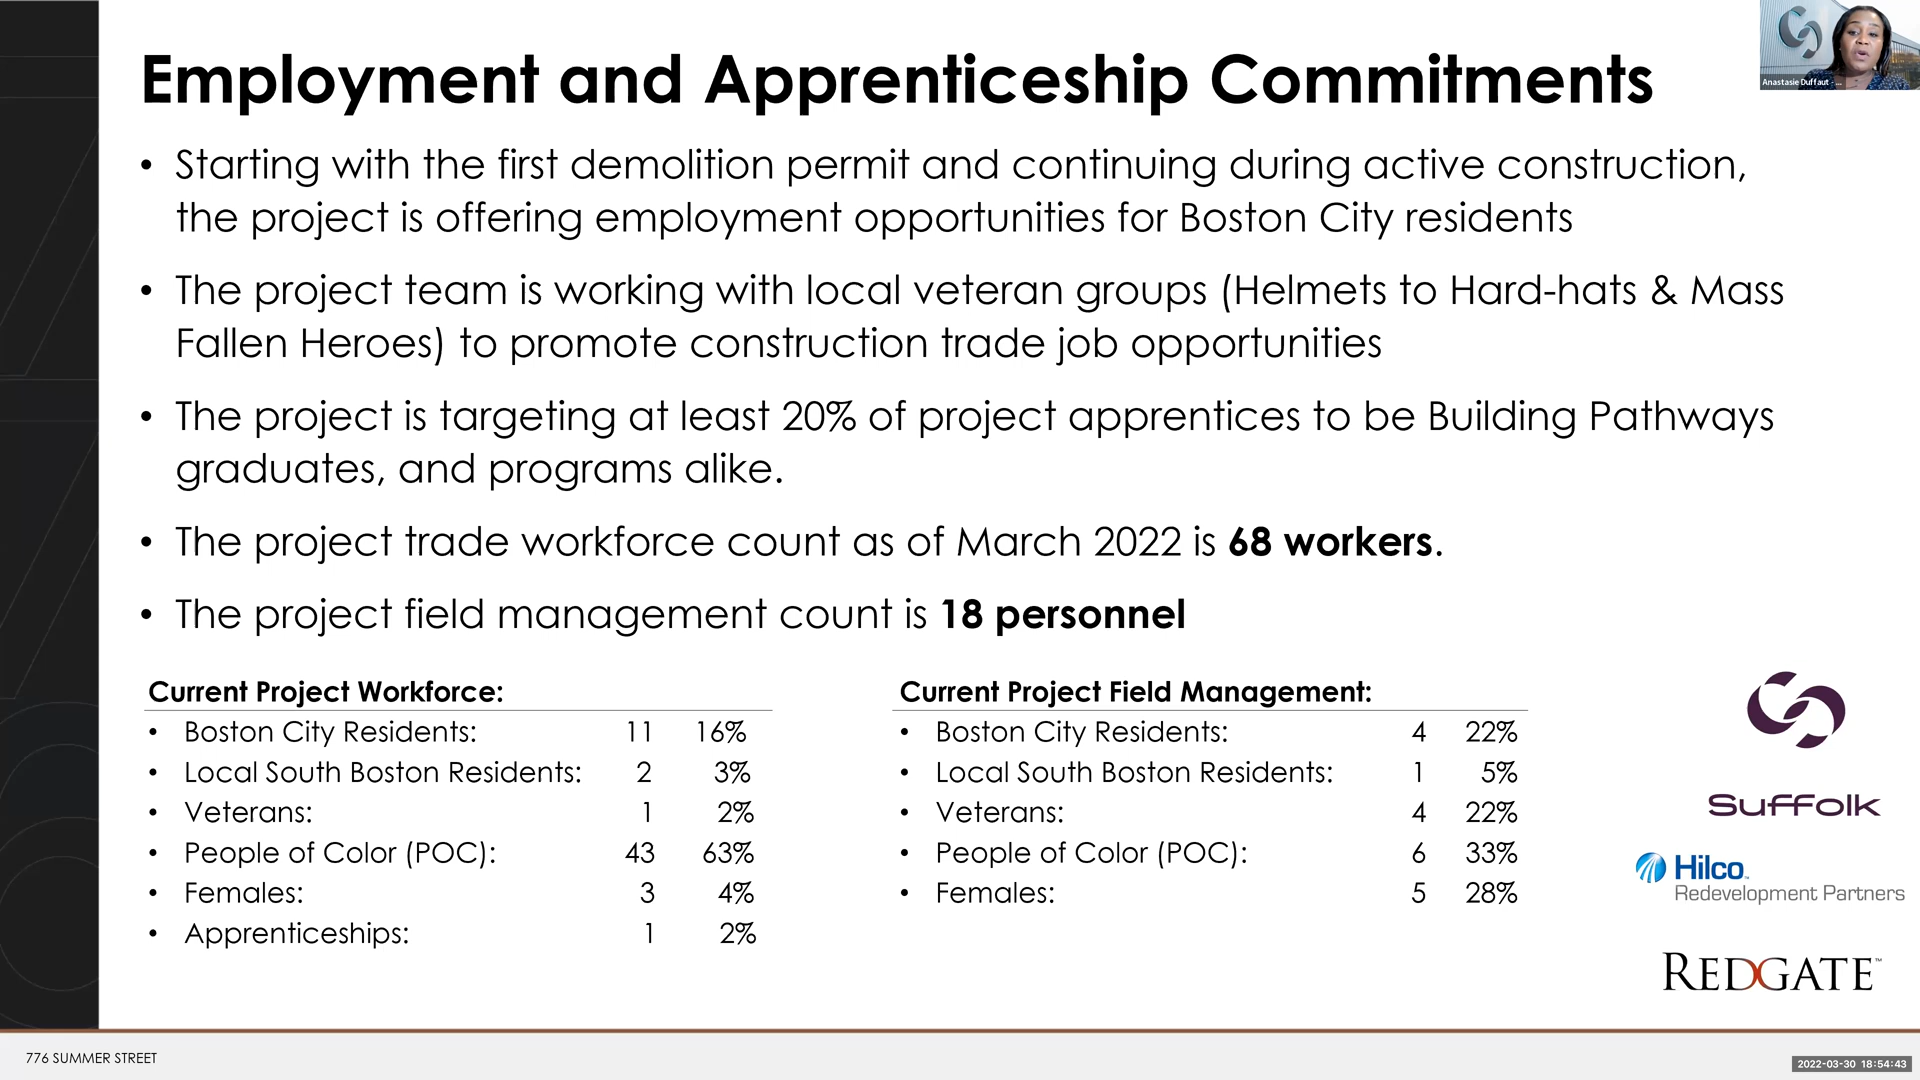 Employment and Apprenticeship Commitments
Anastasie Duffaut - ...
• Starting with the first demolition permit and continuing during active construction,
the project is offering employment opportunities for Boston City residents
• The project team is working with local veteran groups (Helmets to Hard-hats & Mass
Fallen Heroes) to promote construction trade job opportunities
• The project is targeting at least 20% of project apprentices to be Building Pathways
graduates, and programs alike.
• The project trade workforce count as of March 2022 is 68 workers.
• The project field management count is 18 personnel
Current Project Workforce:
• Boston City Residents: 11 16%
• Local South Boston Residents: 2 3%
• Veterans: 1 2%
• People of Color (POC): 43 63%
• Females: 3 4%
• Apprenticeships: 1 2%
Current Project Field Management:
• Boston City Residents: 4 22%
• Local South Boston Residents: 1 5%
• Veterans: 4 22%
• People of Color (POC): 6 33%
• Females: 5 28%
Suffolk
Hilco™
Redevelopment Partners
REDGATE™
776 SUMMER STREET
2022-03-30 18:54:43